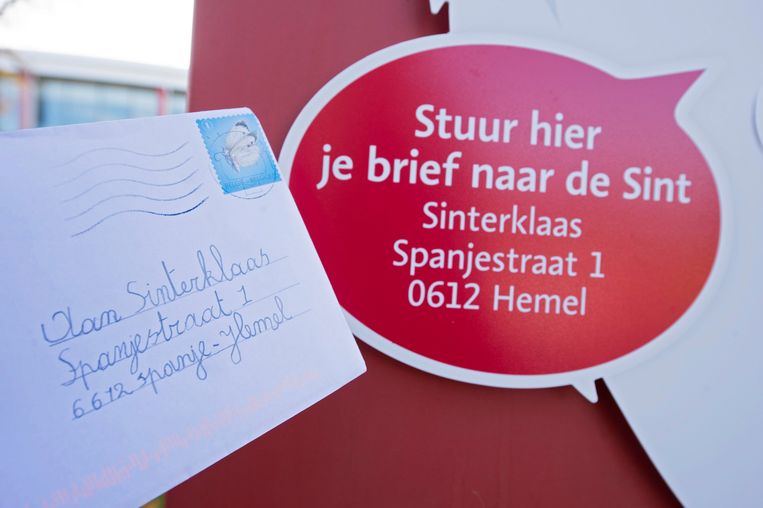 Stuur hier
je brief naar de Sint
Sinterklaas
Spanjestraat 1
0612 Hemel
Aan Sinterklaas
Spanjestraat 1
6612 Spanje-Hemel